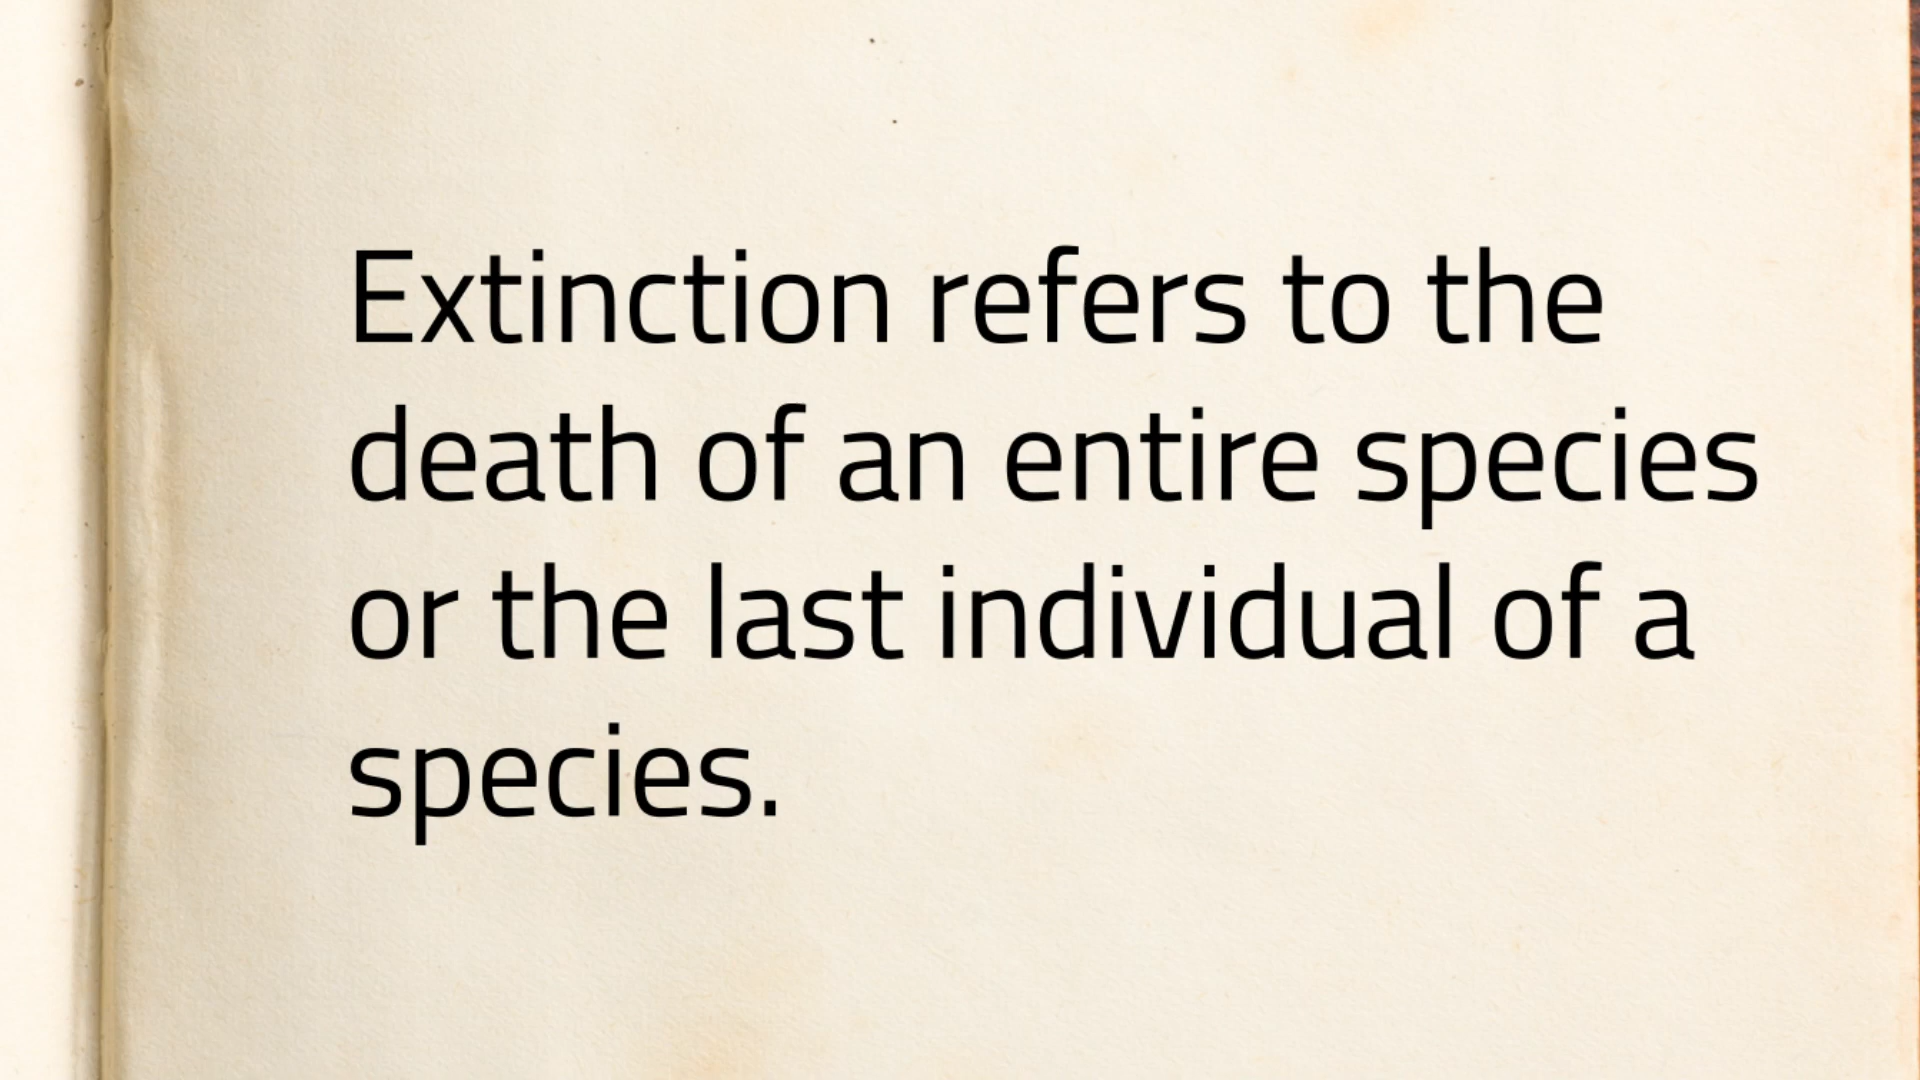 Extinction refers to the
death of an entire species
or the last individual of a
species.